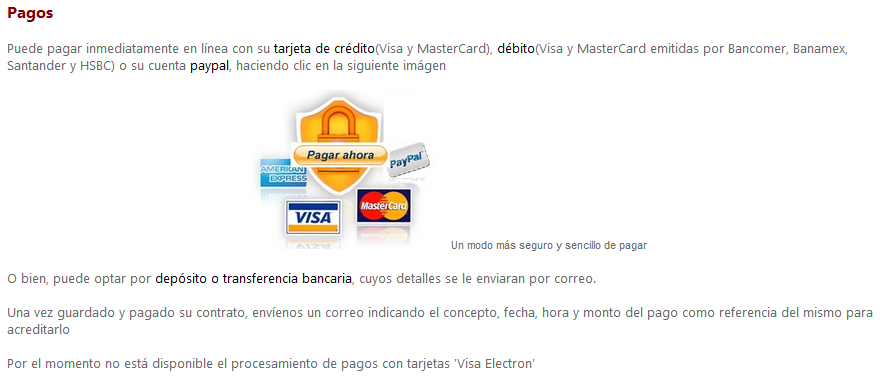 Pagos
Puede pagar inmediatamente en línea con su tarjeta de crédito(Visa y MasterCard), débito(Visa y MasterCard emitidas por Bancomer, Banamex,
Santander y HSBC) o su cuenta paypal, haciendo clic en la siguiente imágen
Pagar ahora
PayPal
AMERICAN
EXPRESS
VISA
MasterCard
Un modo más seguro y sencillo de pagar
O bien, puede optar por depósito o transferencia bancaria, cuyos detalles se le enviaran por correo.
Una vez guardado y pagado su contrato, envíenos un correo indicando el concepto, fecha, hora y monto del pago como referencia del mismo para
acreditarlo
Por el momento no está disponible el procesamiento de pagos con tarjetas 'Visa Electron'